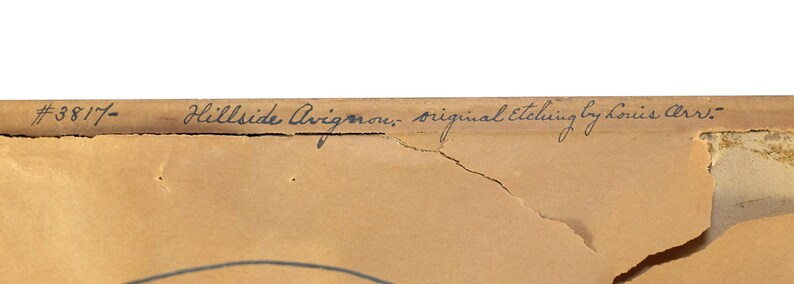 #3817- Hillside Avignon,- original Etching by Louis Orr:-